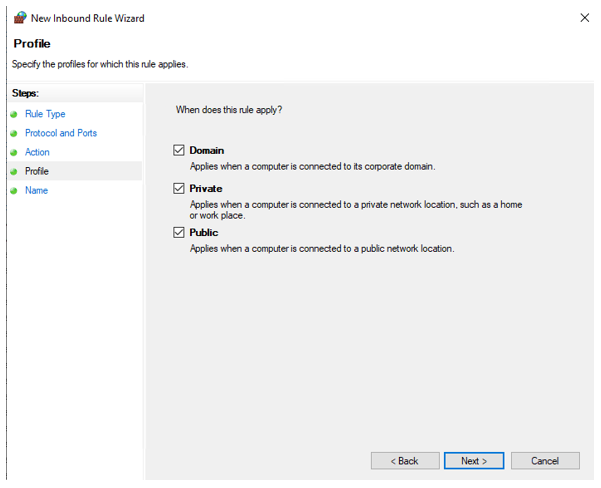 New Inbound Rule Wizard
Profile
Specify the profiles for which this rule applies.
Steps:
Rule Type
Protocol and Ports
Action
Profile
Name
When does this rule apply?
Domain
Applies when a computer is connected to its corporate domain.
Private
Applies when a computer is connected to a private network location, such as a home
or work place.
Public
Applies when a computer is connected to a public network location.
< Back
Next >
Cancel